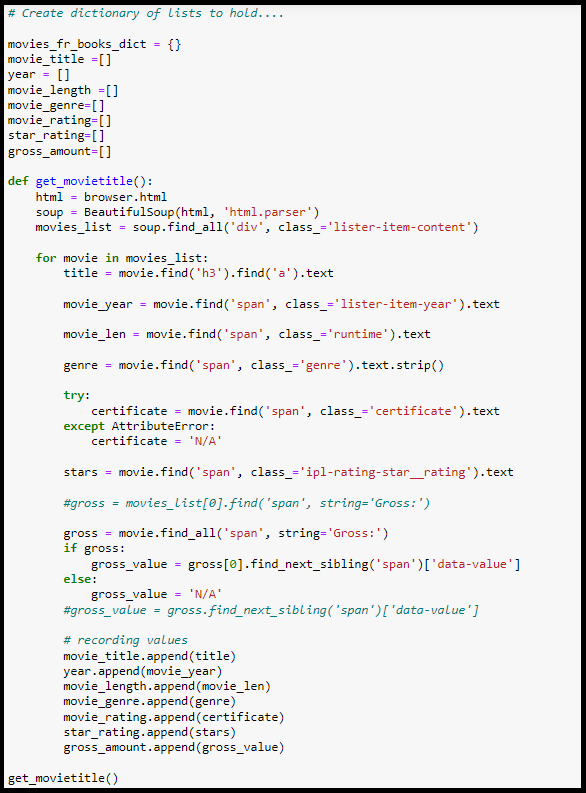 # Create dictionary of lists to hold....
movies_fr_books_dict = {}
movie_title =[]
year = []
movie_length =[]
movie_genre=[]
movie_rating=[]
star_rating=[]
gross_amount=[]
def get_movietitle():
    html = browser.html
    soup = BeautifulSoup(html, 'html.parser')
    movies_list = soup.find_all('div', class_='lister-item-content')
    for movie in movies_list:
        title = movie.find('h3').find('a').text
        movie_year = movie.find('span', class_='lister-item-year').text
        movie_len = movie.find('span', class_='runtime').text
        genre = movie.find('span', class_='genre').text.strip()
        try:
            certificate = movie.find('span', class_='certificate').text
        except AttributeError:
            certificate = 'N/A'
        stars = movie.find('span', class_='ipl-rating-star__rating').text
        #gross = movies_list[0].find('span', string='Gross:')
        gross = movie.find_all('span', string='Gross:')
        if gross:
            gross_value = gross[0].find_next_sibling('span')['data-value']
        else:
            gross_value = 'N/A'
        #gross_value = gross.find_next_sibling('span')['data-value']
        # recording values
        movie_title.append(title)
        year.append(movie_year)
        movie_length.append(movie_len)
        movie_genre.append(genre)
        movie_rating.append(certificate)
        star_rating.append(stars)
        gross_amount.append(gross_value)
get_movietitle()